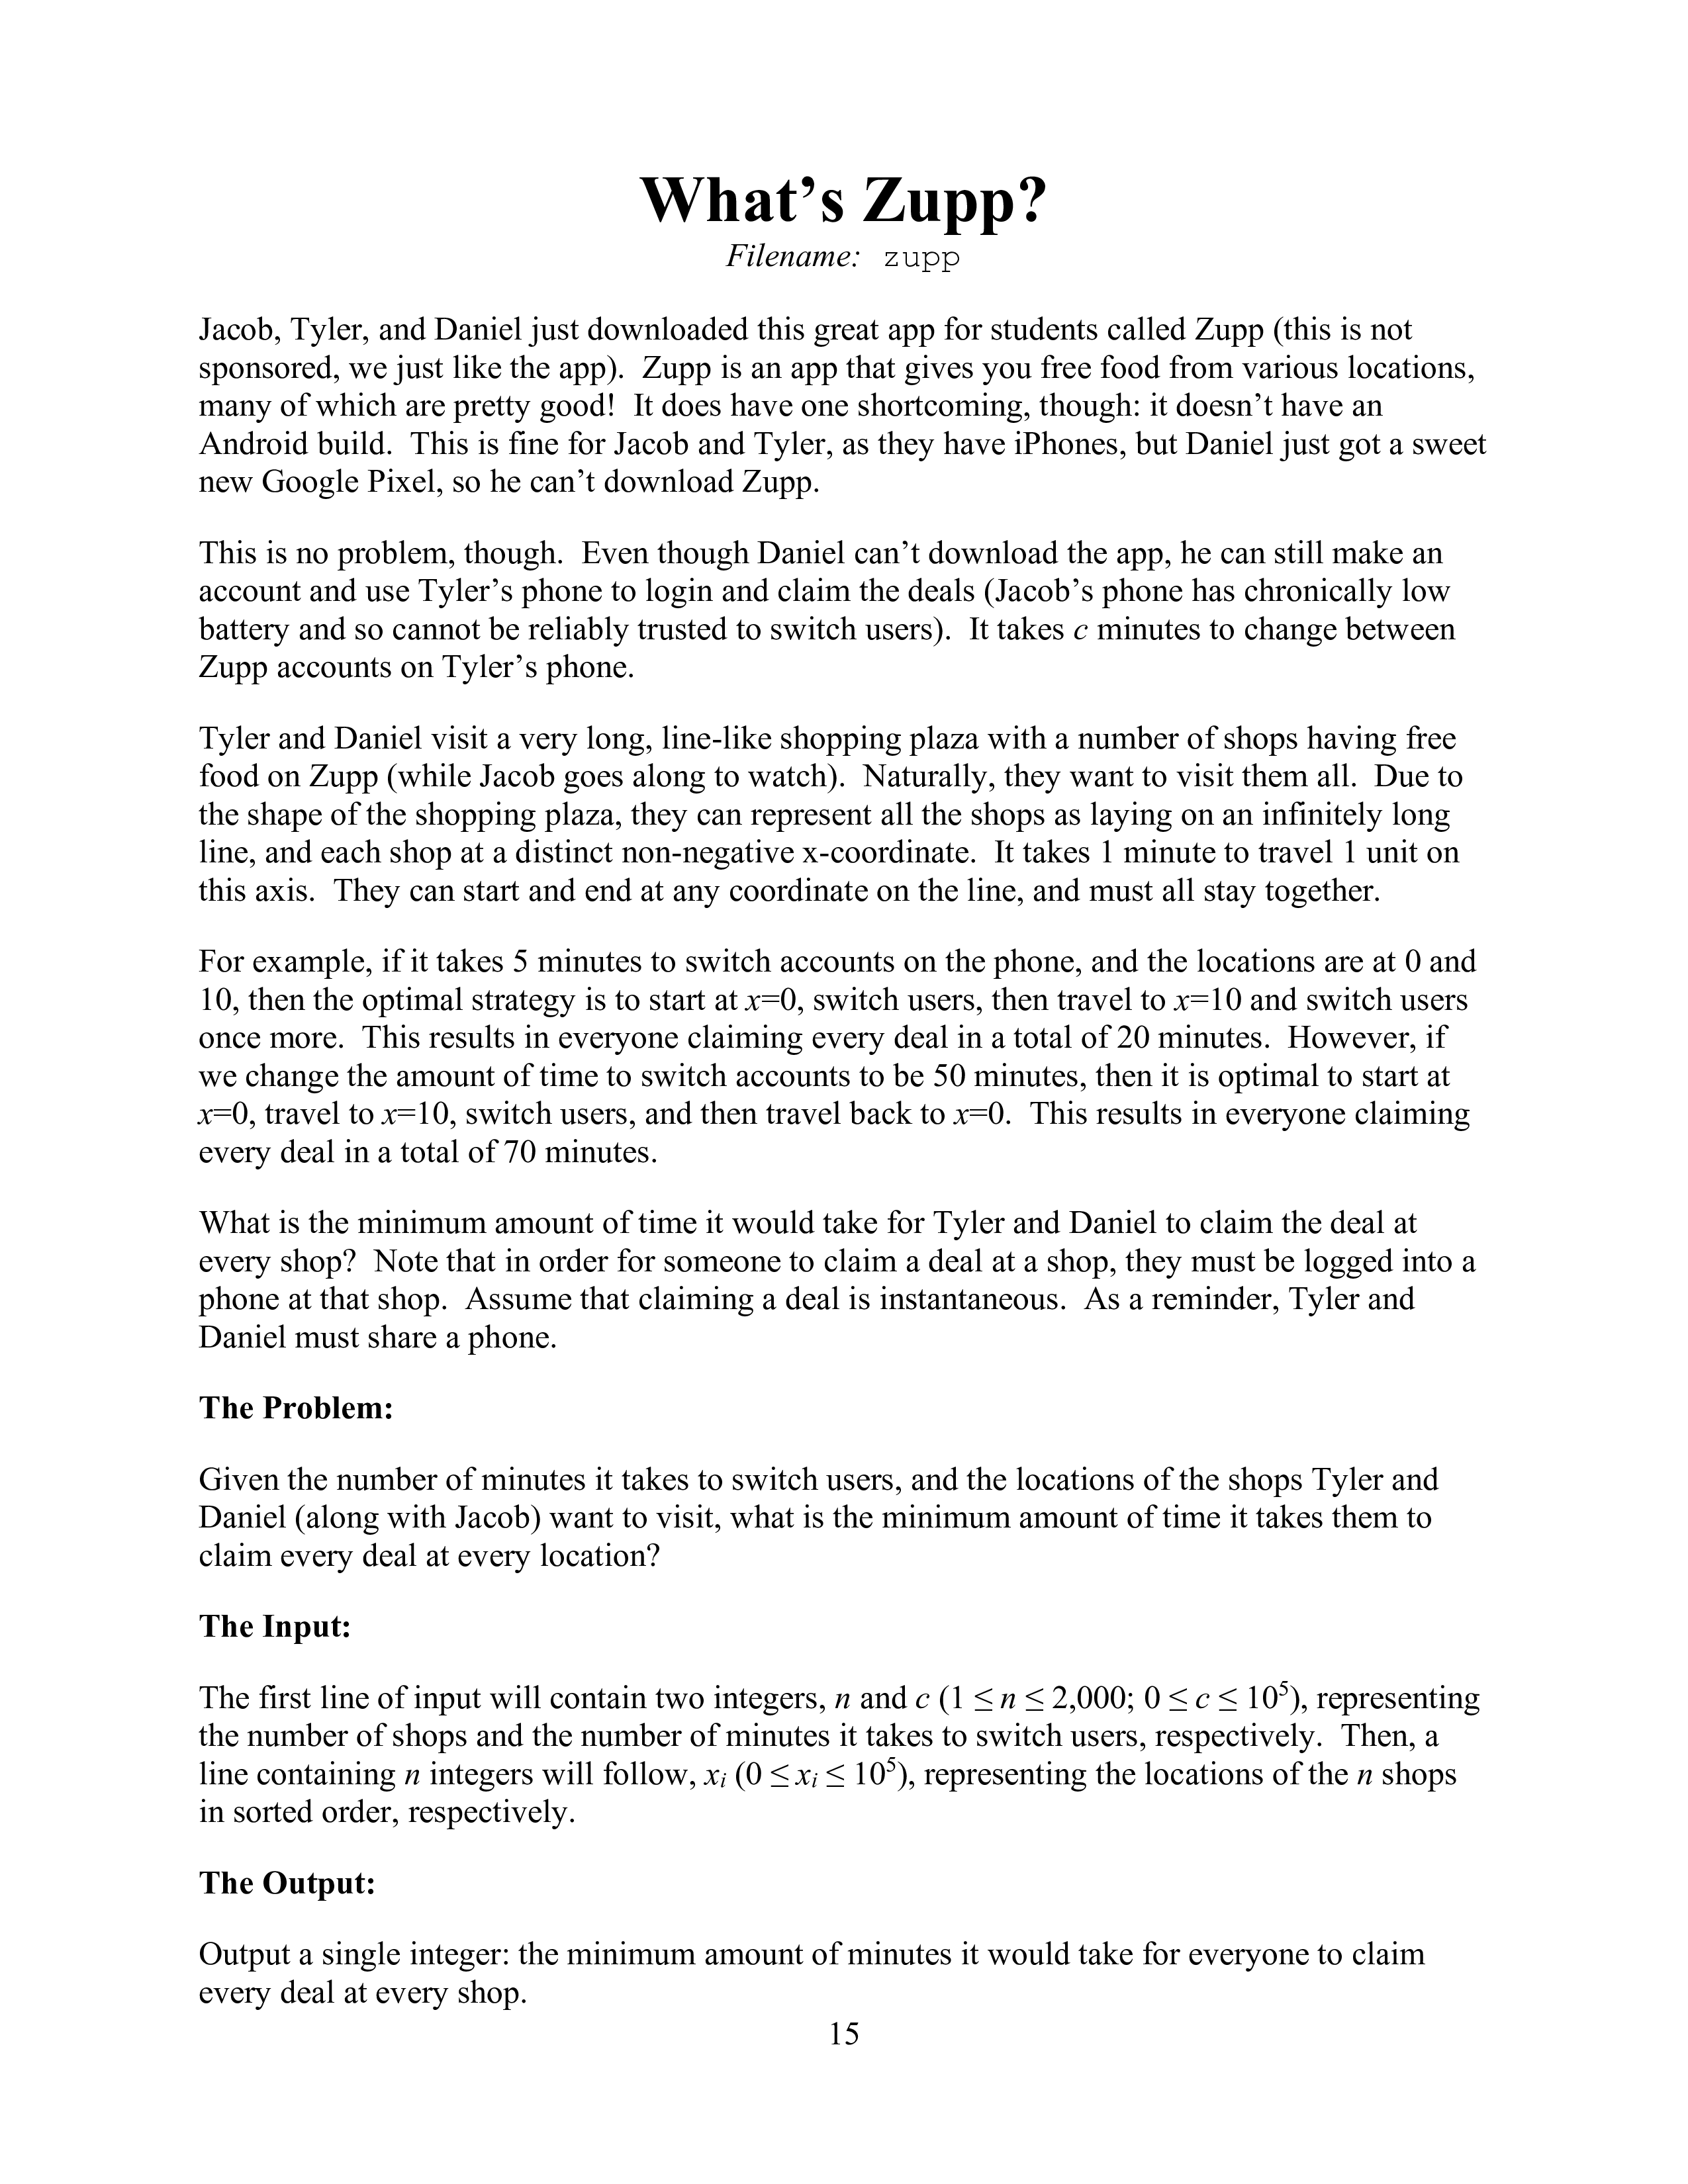 What’s Zupp?
Filename: zupp
Jacob, Tyler, and Daniel just downloaded this great app for students called Zupp (this is not
sponsored, we just like the app). Zupp is an app that gives you free food from various locations,
many of which are pretty good! It does have one shortcoming, though: it doesn’t have an
Android build. This is fine for Jacob and Tyler, as they have iPhones, but Daniel just got a sweet
new Google Pixel, so he can’t download Zupp.
This is no problem, though. Even though Daniel can’t download the app, he can still make an
account and use Tyler’s phone to login and claim the deals (Jacob’s phone has chronically low
battery and so cannot be reliably trusted to switch users). It takes c minutes to change between
Zupp accounts on Tyler’s phone.
Tyler and Daniel visit a very long, line-like shopping plaza with a number of shops having free
food on Zupp (while Jacob goes along to watch). Naturally, they want to visit them all. Due to
the shape of the shopping plaza, they can represent all the shops as laying on an infinitely long
line, and each shop at a distinct non-negative x-coordinate. It takes 1 minute to travel 1 unit on
this axis. They can start and end at any coordinate on the line, and must all stay together.
For example, if it takes 5 minutes to switch accounts on the phone, and the locations are at 0 and
10, then the optimal strategy is to start at x=0, switch users, then travel to x=10 and switch users
once more. This results in everyone claiming every deal in a total of 20 minutes. However, if
we change the amount of time to switch accounts to be 50 minutes, then it is optimal to start at
x=0, travel to x=10, switch users, and then travel back to x=0. This results in everyone claiming
every deal in a total of 70 minutes.
What is the minimum amount of time it would take for Tyler and Daniel to claim the deal at
every shop? Note that in order for someone to claim a deal at a shop, they must be logged into a
phone at that shop. Assume that claiming a deal is instantaneous. As a reminder, Tyler and
Daniel must share a phone.
The Problem:
Given the number of minutes it takes to switch users, and the locations of the shops Tyler and
Daniel (along with Jacob) want to visit, what is the minimum amount of time it takes them to
claim every deal at every location?
The Input:
The first line of input will contain two integers, n and c (1 ≤ n ≤ 2,000; 0 ≤ c ≤ 10⁵), representing
the number of shops and the number of minutes it takes to switch users, respectively. Then, a
line containing n integers will follow, xᵢ (0 ≤ xᵢ ≤ 10⁵), representing the locations of the n shops
in sorted order, respectively.
The Output:
Output a single integer: the minimum amount of minutes it would take for everyone to claim
every deal at every shop.
15